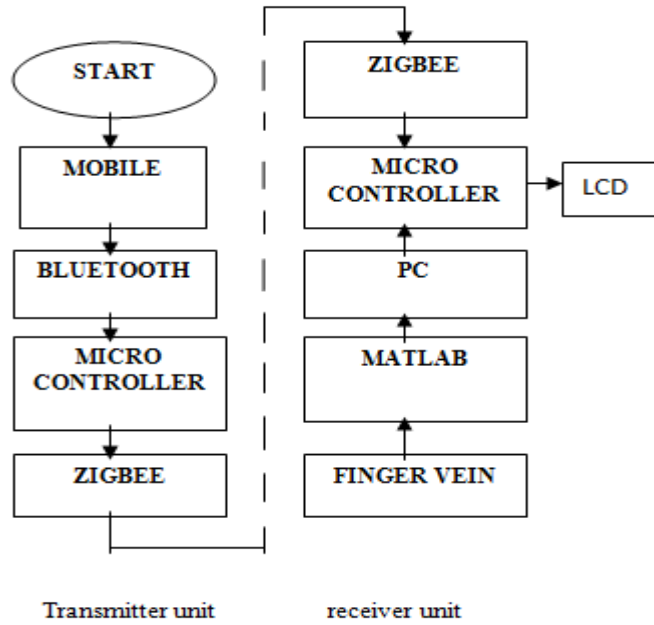 START
MOBILE
BLUETOOTH
MICRO
CONTROLLER
ZIGBEE
ZIGBEE
MICRO
CONTROLLER
LCD
PC
MATLAB
FINGER VEIN
Transmitter unit
receiver unit